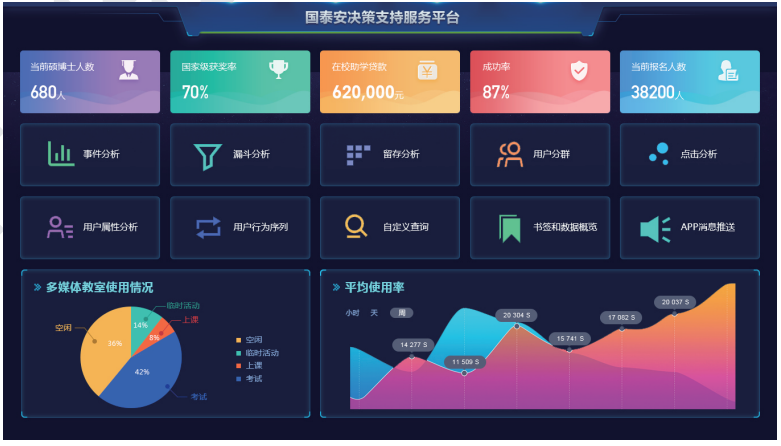 国泰安决策支持服务平台
当前硕博士人数
680人
国家级获奖率
70%
在校助学贷款
620,000元
成功率
87%
当前报名人数
38200人
事件分析
漏斗分析
留存分析
用户分群
点击分析
用户属性分析
用户行为序列
自定义查询
书签和数据概览
APP消息推送
多媒体教室使用情况
临时活动
上课
空闲
14%
8%
36%
42%
考试
空闲
临时活动
上课
考试
平均使用率
小时 天 周
14 277 S
11 509 S
20 304 S
15 741 S
17 082 S
20 037 S